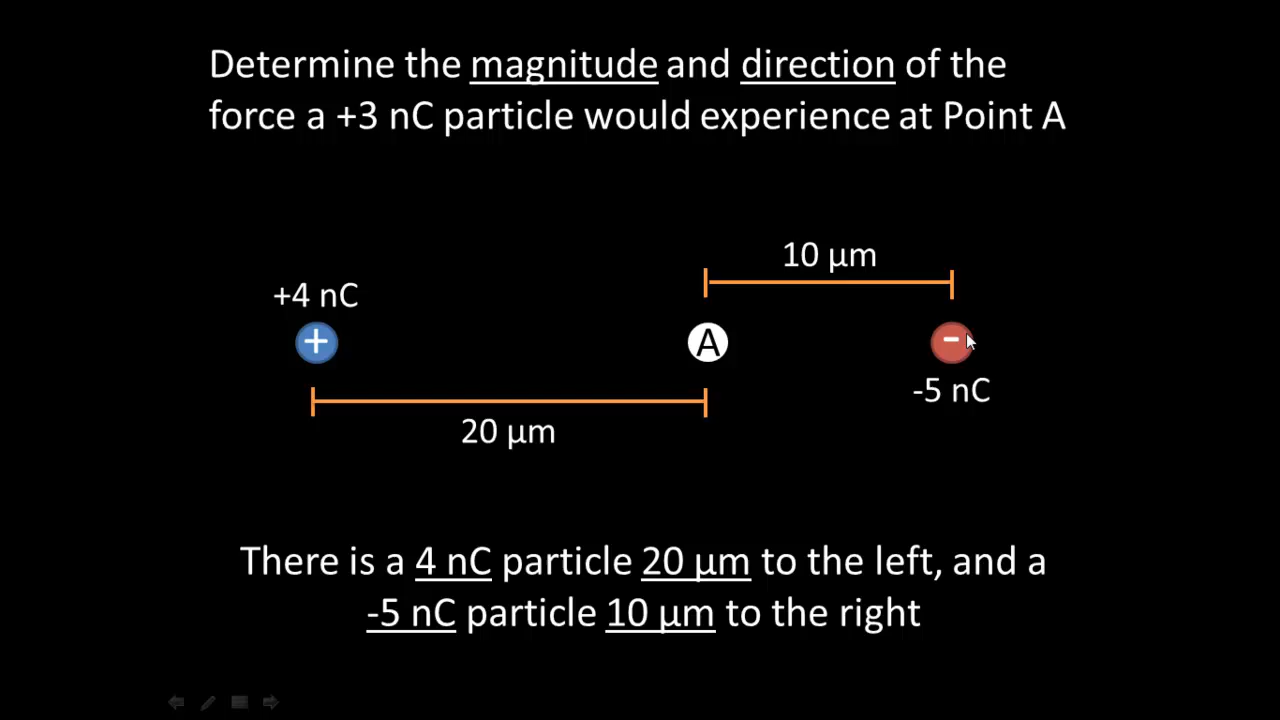 Determine the magnitude and direction of the
force a +3 nC particle would experience at Point A
10 μm
+4 nC
+
A
-
-5 nC
20 μm
There is a 4 nC particle 20 μm to the left, and a
-5 nC particle 10 μm to the right